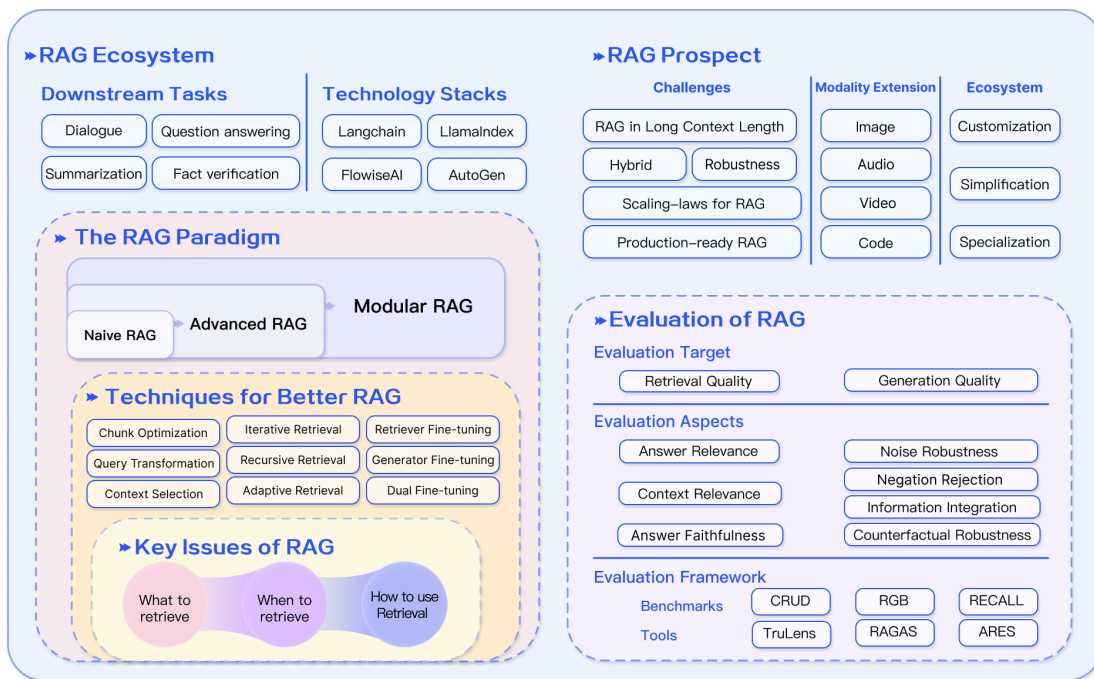 RAG Ecosystem
Downstream Tasks
Dialogue
Question answering
Summarization
Fact verification
Technology Stacks
Langchain
LlamaIndex
FlowiseAI
AutoGen
The RAG Paradigm
Naive RAG
Advanced RAG
Modular RAG
Techniques for Better RAG
Chunk Optimization
Iterative Retrieval
Retriever Fine-tuning
Query Transformation
Recursive Retrieval
Generator Fine-tuning
Context Selection
Adaptive Retrieval
Dual Fine-tuning
Key Issues of RAG
What to
retrieve
When to
retrieve
How to use
Retrieval
RAG Prospect
Challenges
RAG in Long Context Length
Hybrid
Robustness
Scaling-laws for RAG
Production-ready RAG
Modality Extension
Image
Audio
Video
Code
Ecosystem
Customization
Simplification
Specialization
Evaluation of RAG
Evaluation Target
Retrieval Quality
Generation Quality
Evaluation Aspects
Answer Relevance
Context Relevance
Answer Faithfulness
Noise Robustness
Negation Rejection
Information Integration
Counterfactual Robustness
Evaluation Framework
Benchmarks
CRUD
RGB
RECALL
Tools
TruLens
RAGAS
ARES